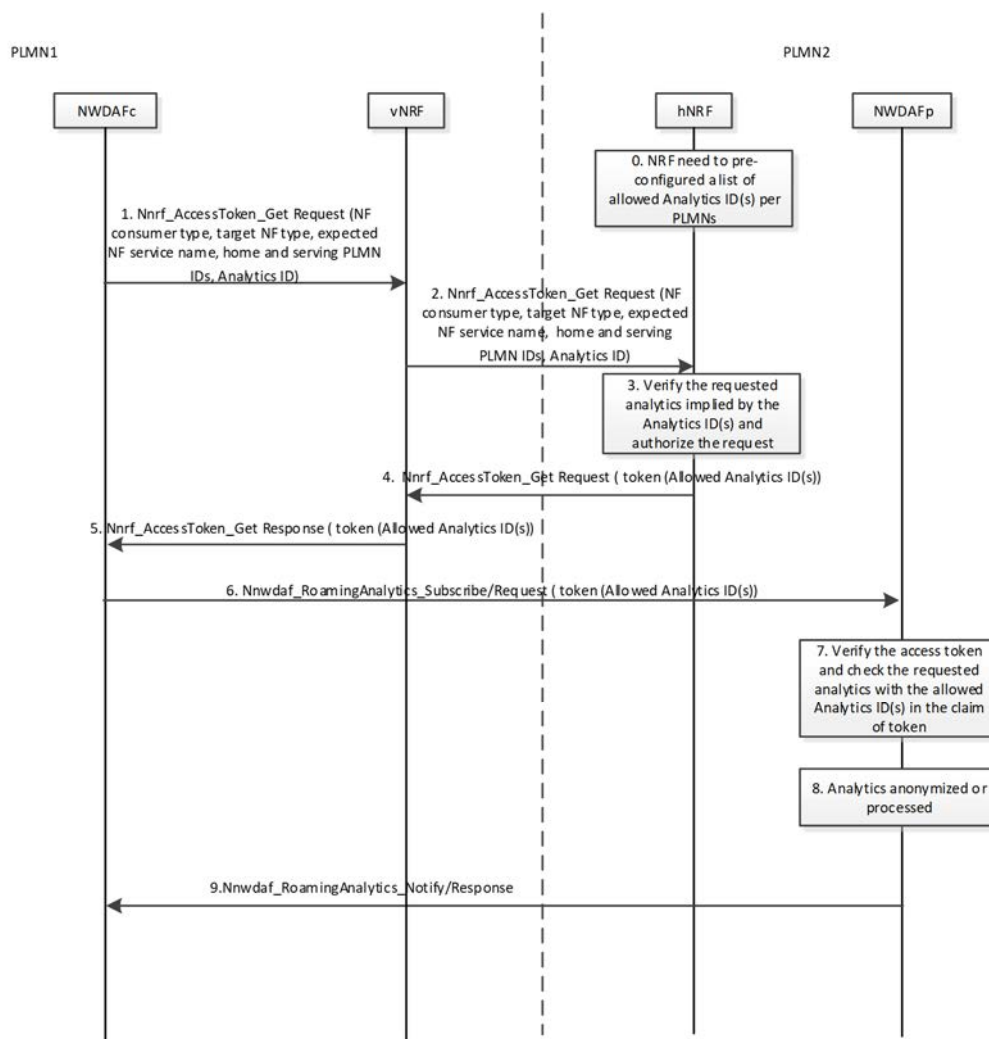 PLMN1
PLMN2
NWDAFc
vNRF
hNRF
NWDAFp
0. NRF need to pre-
configured a list of
allowed Analytics ID(s) per
PLMNs
1. Nnrf_AccessToken_Get Request (NF
consumer type, target NF type, expected
NF service name, home and serving PLMN
IDs, Analytics ID)
2. Nnrf_AccessToken_Get Request (NF
consumer type, target NF type, expected
NF service name, home and serving
PLMN IDs, Analytics ID)
3. Verify the requested
analytics implied by the
Analytics ID(s) and
authorize the request
4. Nnrf_AccessToken_Get Request ( token (Allowed Analytics ID(s))
5. Nnrf_AccessToken_Get Response ( token (Allowed Analytics ID(s))
6. Nnwdaf_RoamingAnalytics_Subscribe/Request ( token (Allowed Analytics ID(s))
7. Verify the access token
and check the requested
analytics with the allowed
Analytics ID(s) in the claim
of token
8. Analytics anonymized or
processed
9.Nnwdaf_RoamingAnalytics_Notify/Response